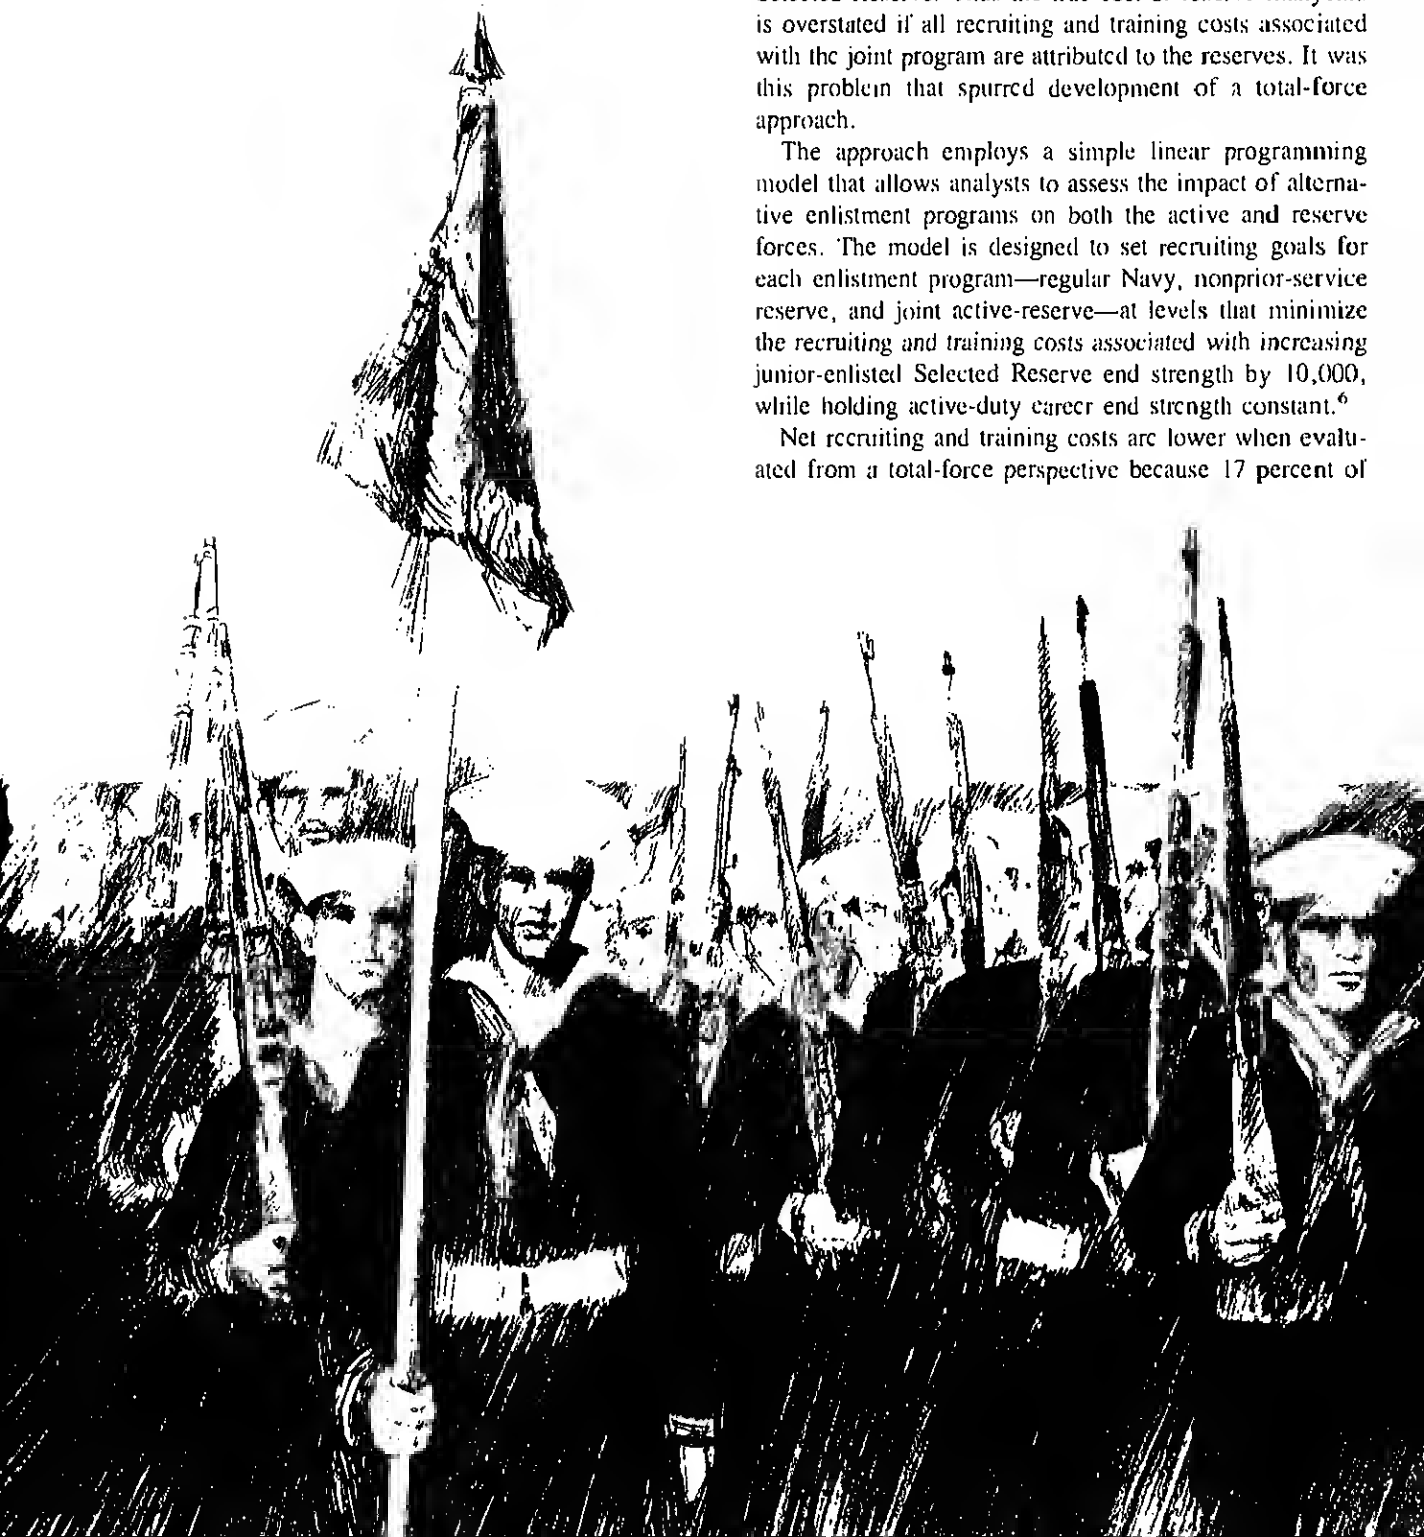 is overstated if all recruiting and training costs associated
with the joint program are attributed to the reserves. It was
this problem that spurred development of a total-force
approach.
The approach employs a simple linear programming
model that allows analysts to assess the impact of alterna-
tive enlistment programs on both the active and reserve
forces. The model is designed to set recruiting goals for
each enlistment program—regular Navy, nonprior-service
reserve, and joint active-reserve—at levels that minimize
the recruiting and training costs associated with increasing
junior-enlisted Selected Reserve end strength by 10,000,
while holding active-duty career end strength constant.⁶
Net recruiting and training costs are lower when evalu-
ated from a total-force perspective because 17 percent of